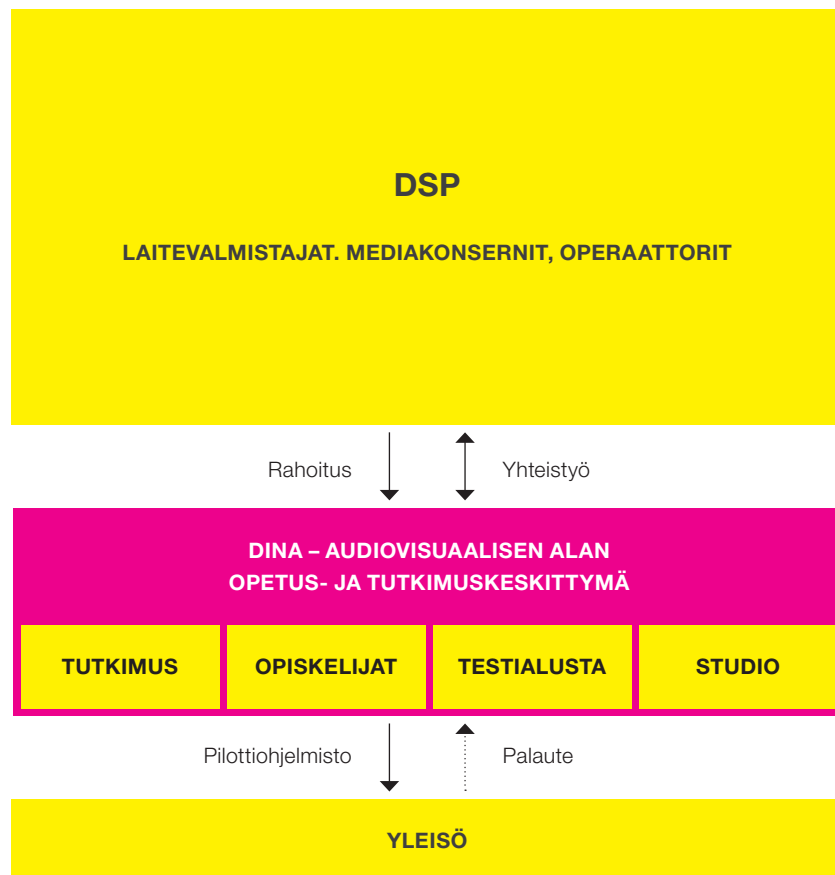 DSP
LAITEVALMISTAJAT. MEDIAKONSERNIT, OPERAATTORIT
Rahoitus
Yhteistyö
DINA – AUDIOVISUAALISEN ALAN
OPETUS- JA TUTKIMUSKESKITTYMÄ
TUTKIMUS
OPISKELIJAT
TESTIALUSTA
STUDIO
Pilottiohjelmisto
Palaute
YLEISÖ